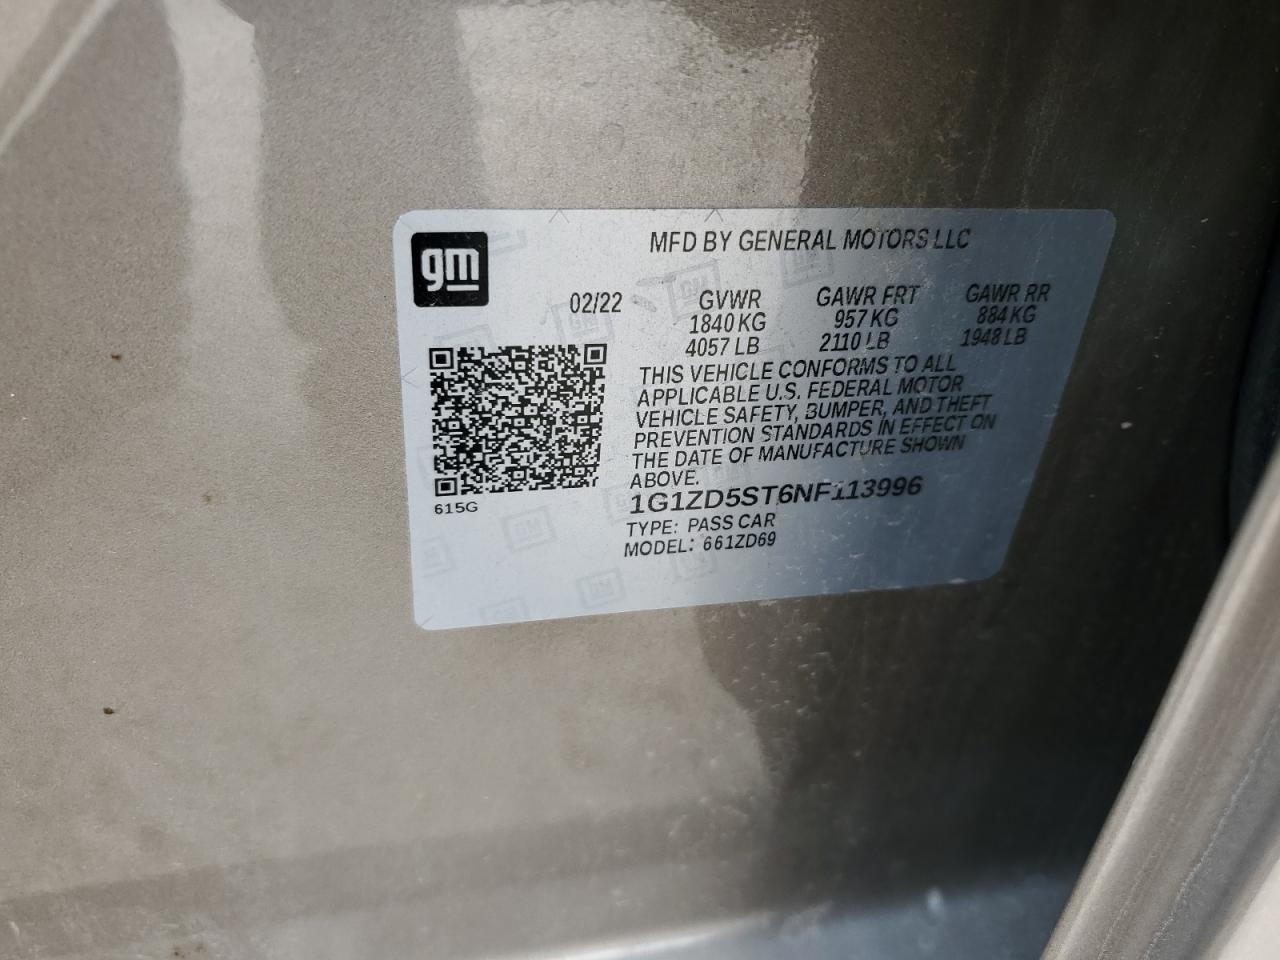 gm
MFD BY GENERAL MOTORS LLC
02/22 GVWR GAWR FRT GAWR RR
1840 KG 957 KG 884 KG
4057 LB 2110 LB 1948 LB
THIS VEHICLE CONFORMS TO ALL
APPLICABLE U.S. FEDERAL MOTOR
VEHICLE SAFETY, BUMPER, AND THEFT
PREVENTION STANDARDS IN EFFECT ON
THE DATE OF MANUFACTURE SHOWN
ABOVE.
1G1ZD5ST6NF113996
TYPE: PASS CAR
MODEL: 661ZD69
615G